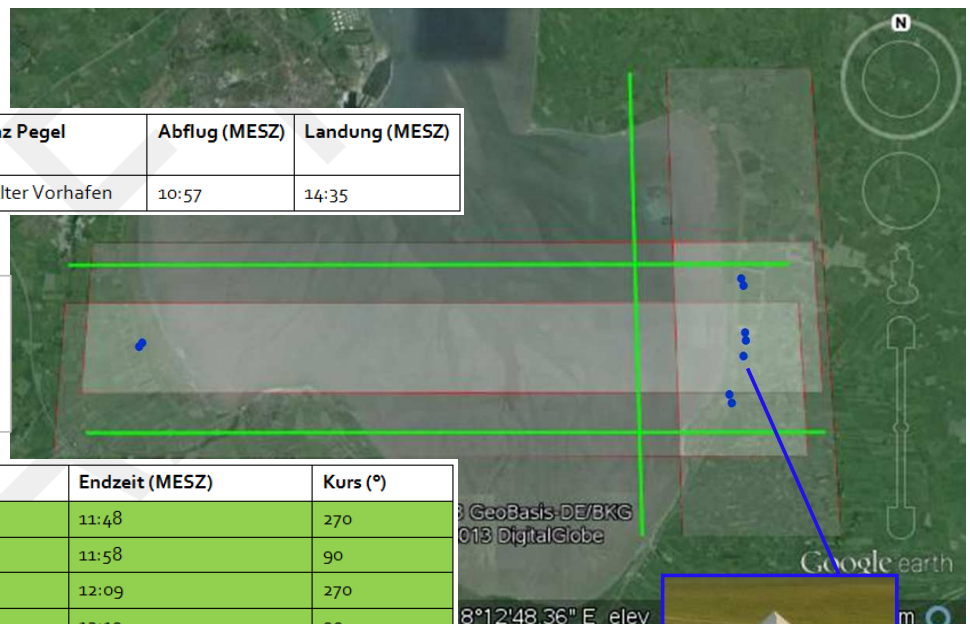 N
z Pegel Abflug (MESZ) Landung (MESZ)
lter Vorhafen 10:57 14:35
Endzeit (MESZ) Kurs (°)
11:48 270
11:58 90
12:09 270
GeoBasis-DE/BKG
013 DigitalGlobe
Google earth
8°12'48.36" E elev m